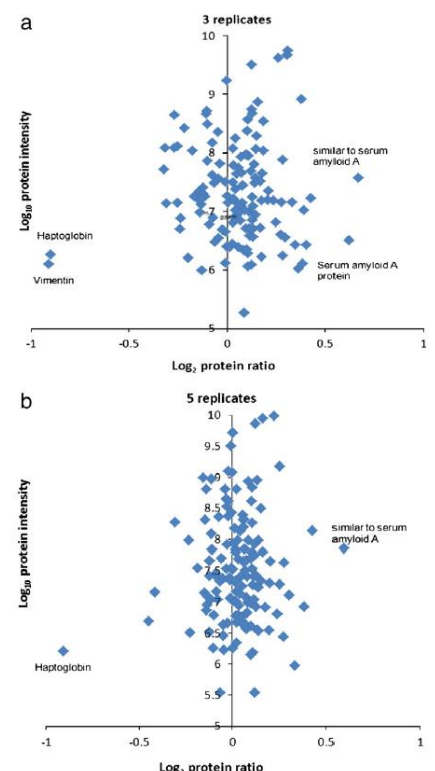 a
3 replicates
10
9
8
7
6
5
-1
-0.5
0
0.5
1
Log10 protein intensity
Log2 protein ratio
similar to serum
amyloid A
Haptoglobin
Vimentin
Serum amyloid A
protein
b
5 replicates
10
9.5
9
8.5
8
7.5
7
6.5
6
5.5
5
-1
-0.5
0
0.5
1
Log10 protein intensity
similar to serum
amyloid A
Haptoglobin
Log2 protein ratio